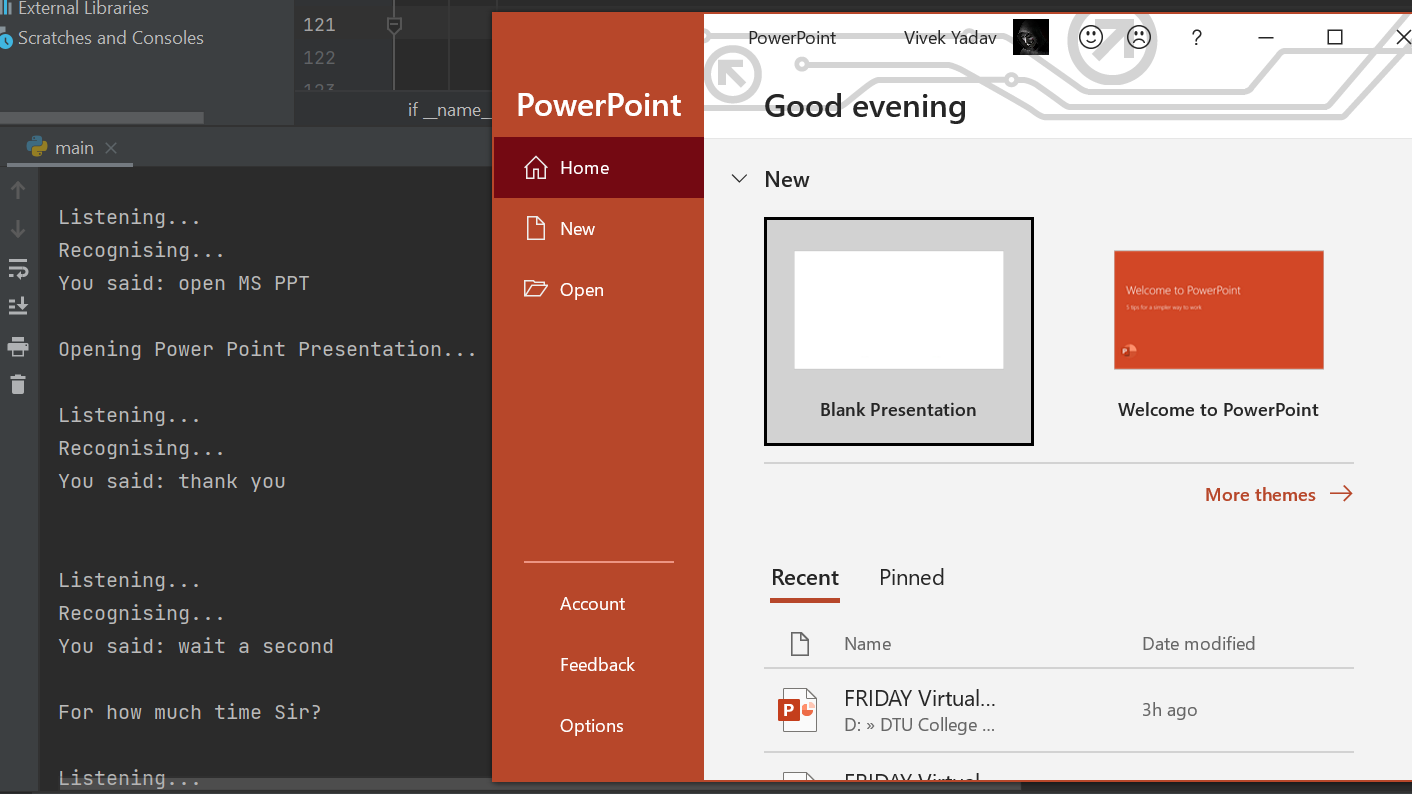 External Libraries
Scratches and Consoles
121
122
123
if __name_
main
Listening...
Recognising...
You said: open MS PPT
Opening Power Point Presentation...
Listening...
Recognising...
You said: thank you
Listening...
Recognising...
You said: wait a second
For how much time Sir?
Listening...
PowerPoint
Vivek Yadav
?
PowerPoint
Good evening
Home
New
Open
Account
Feedback
Options
New
Welcome to PowerPoint
5 tips for a simpler way to work
Blank Presentation
Welcome to PowerPoint
More themes
Recent
Pinned
Name
Date modified
P
FRIDAY Virtual...
D: » DTU College ...
3h ago
FRIDAY Virtual